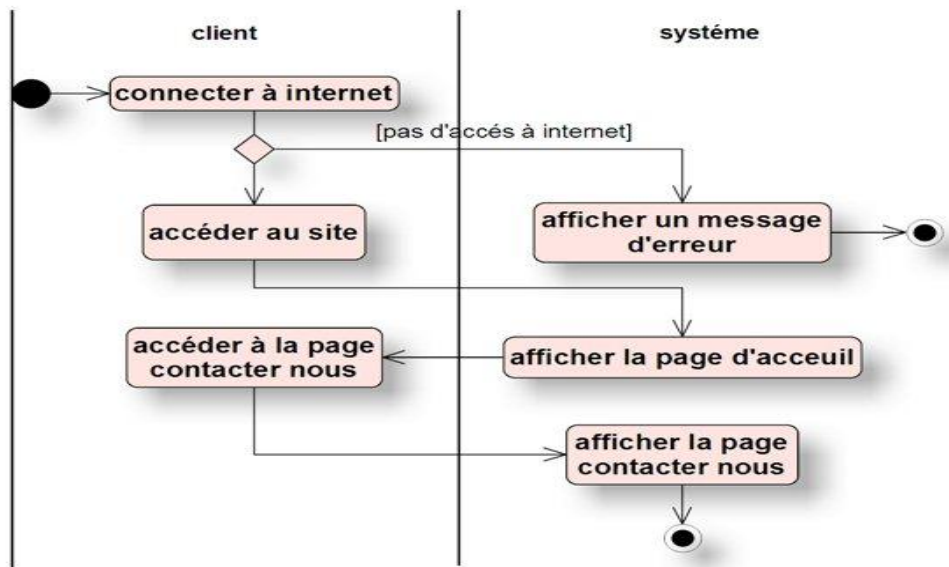 client
systéme
connecter à internet
[pas d'accés à internet]
accéder au site
afficher un message
d'erreur
afficher la page d'acceuil
accéder à la page
contacter nous
afficher la page
contacter nous